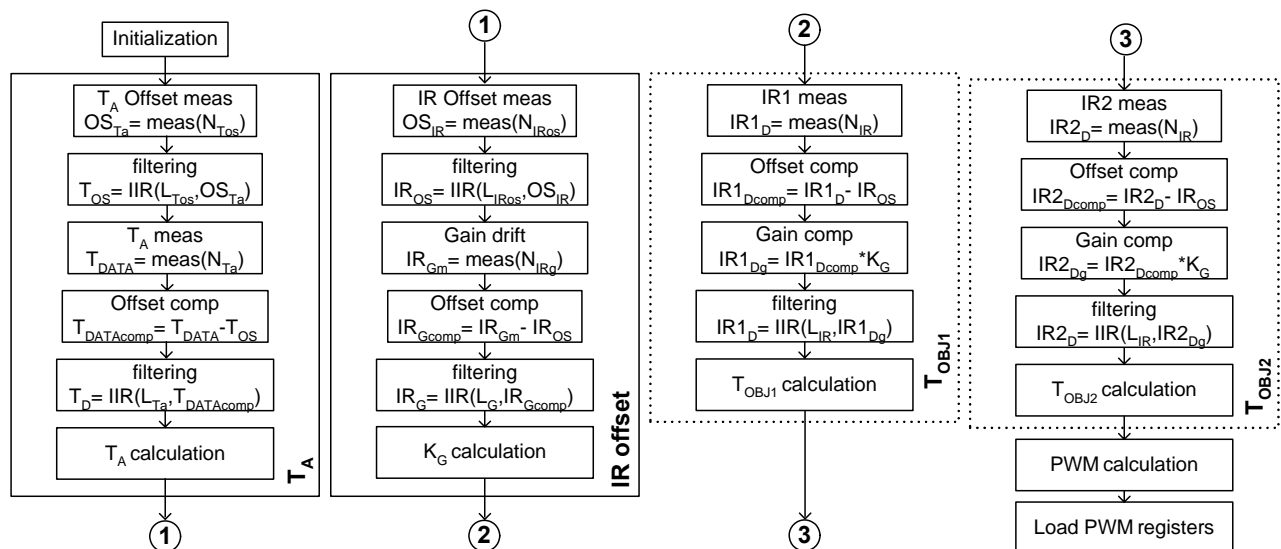 Initialization
T_A Offset meas
OS_Ta= meas(N_Tos)
filtering
T_OS= IIR(L_Tos,OS_Ta)
T_A meas
T_DATA= meas(N_Ta)
Offset comp
T_DATAcomp= T_DATA-T_OS
filtering
T_D= IIR(L_Ta,T_DATAcomp)
T_A calculation
T_A
1
1
IR Offset meas
OS_IR= meas(N_IRos)
filtering
IR_OS= IIR(L_IRos,OS_IR)
Gain drift
IR_Gm= meas(N_IRg)
Offset comp
IR_Gcomp= IR_Gm- IR_OS
filtering
IR_G= IIR(L_G,IR_Gcomp)
K_G calculation
IR offset
2
2
IR1 meas
IR1_D= meas(N_IR)
Offset comp
IR1_Dcomp= IR1_D- IR_OS
Gain comp
IR1_Dg= IR1_Dcomp*K_G
filtering
IR1_D= IIR(L_IR,IR1_Dg)
T_OBJ1 calculation
T_OBJ1
3
3
IR2 meas
IR2_D= meas(N_IR)
Offset comp
IR2_Dcomp= IR2_D- IR_OS
Gain comp
IR2_Dg= IR2_Dcomp*K_G
filtering
IR2_D= IIR(L_IR,IR2_Dg)
T_OBJ2 calculation
T_OBJ2
PWM calculation
Load PWM registers